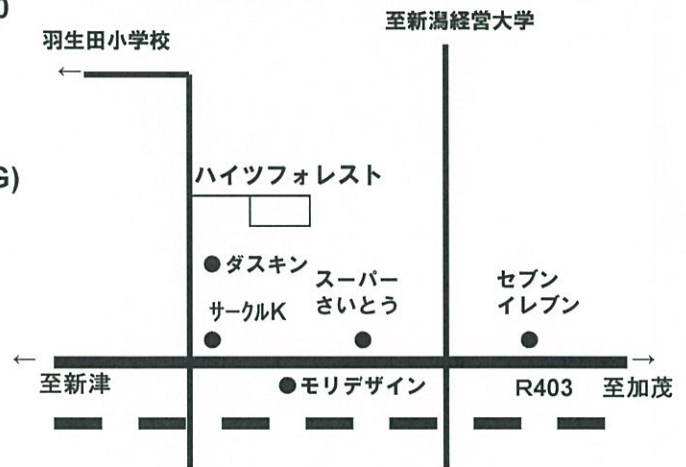 至新潟経営大学
羽生田小学校
←
G)
ハイツフォレスト
ダスキン
スーパー
さいとう
セブン
イレブン
サークルK
← →
至新津
モリデザイン
R403
至加茂